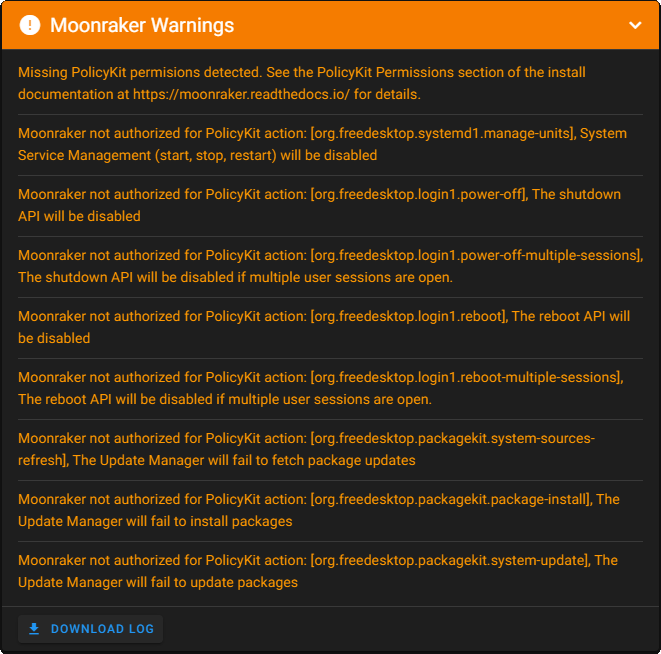 Moonraker Warnings
Missing PolicyKit permisions detected. See the PolicyKit Permissions section of the install
documentation at https://moonraker.readthedocs.io/ for details.
Moonraker not authorized for PolicyKit action: [org.freedesktop.systemd1.manage-units], System
Service Management (start, stop, restart) will be disabled
Moonraker not authorized for PolicyKit action: [org.freedesktop.login1.power-off], The shutdown
API will be disabled
Moonraker not authorized for PolicyKit action: [org.freedesktop.login1.power-off-multiple-sessions],
The shutdown API will be disabled if multiple user sessions are open.
Moonraker not authorized for PolicyKit action: [org.freedesktop.login1.reboot], The reboot API will
be disabled
Moonraker not authorized for PolicyKit action: [org.freedesktop.login1.reboot-multiple-sessions],
The reboot API will be disabled if multiple user sessions are open.
Moonraker not authorized for PolicyKit action: [org.freedesktop.packagekit.system-sources-
refresh], The Update Manager will fail to fetch package updates
Moonraker not authorized for PolicyKit action: [org.freedesktop.packagekit.package-install], The
Update Manager will fail to install packages
Moonraker not authorized for PolicyKit action: [org.freedesktop.packagekit.system-update], The
Update Manager will fail to update packages
DOWNLOAD LOG